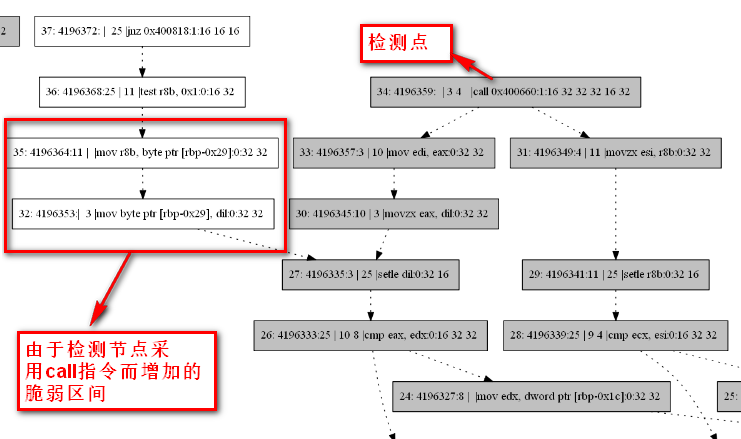 2
37: 4196372: | 25 |jnz 0x400818:1:16 16 16
检测点
36: 4196368:25 | 11 |test r8b, 0x1:0:16 32
34: 4196359: | 3 4 |call 0x400660:1:16 32 32 32 16 32
35: 4196364:11 | |mov r8b, byte ptr [rbp-0x29]:0:32 32
33: 4196357:3 | 10 |mov edi, eax:0:32 32
31: 4196349:4 | 11 |movzx esi, r8b:0:32 32
32: 4196353:| 3 |mov byte ptr [rbp-0x29], dil:0:32 32
30: 4196345:10 | 3 |movzx eax, dil:0:32 32
27: 4196335:3 | 25 |setle dil:0:32 16
29: 4196341:11 | 25 |setle r8b:0:32 16
26: 4196333:25 | 10 8 |cmp eax, edx:0:16 32 32
28: 4196339:25 | 9 4 |cmp ecx, esi:0:16 32 32
由于检测节点采
用call指令而增加的
脆弱区间
24: 4196327:8 | |mov edx, dword ptr [rbp-0x1c]:0:32 32
25: